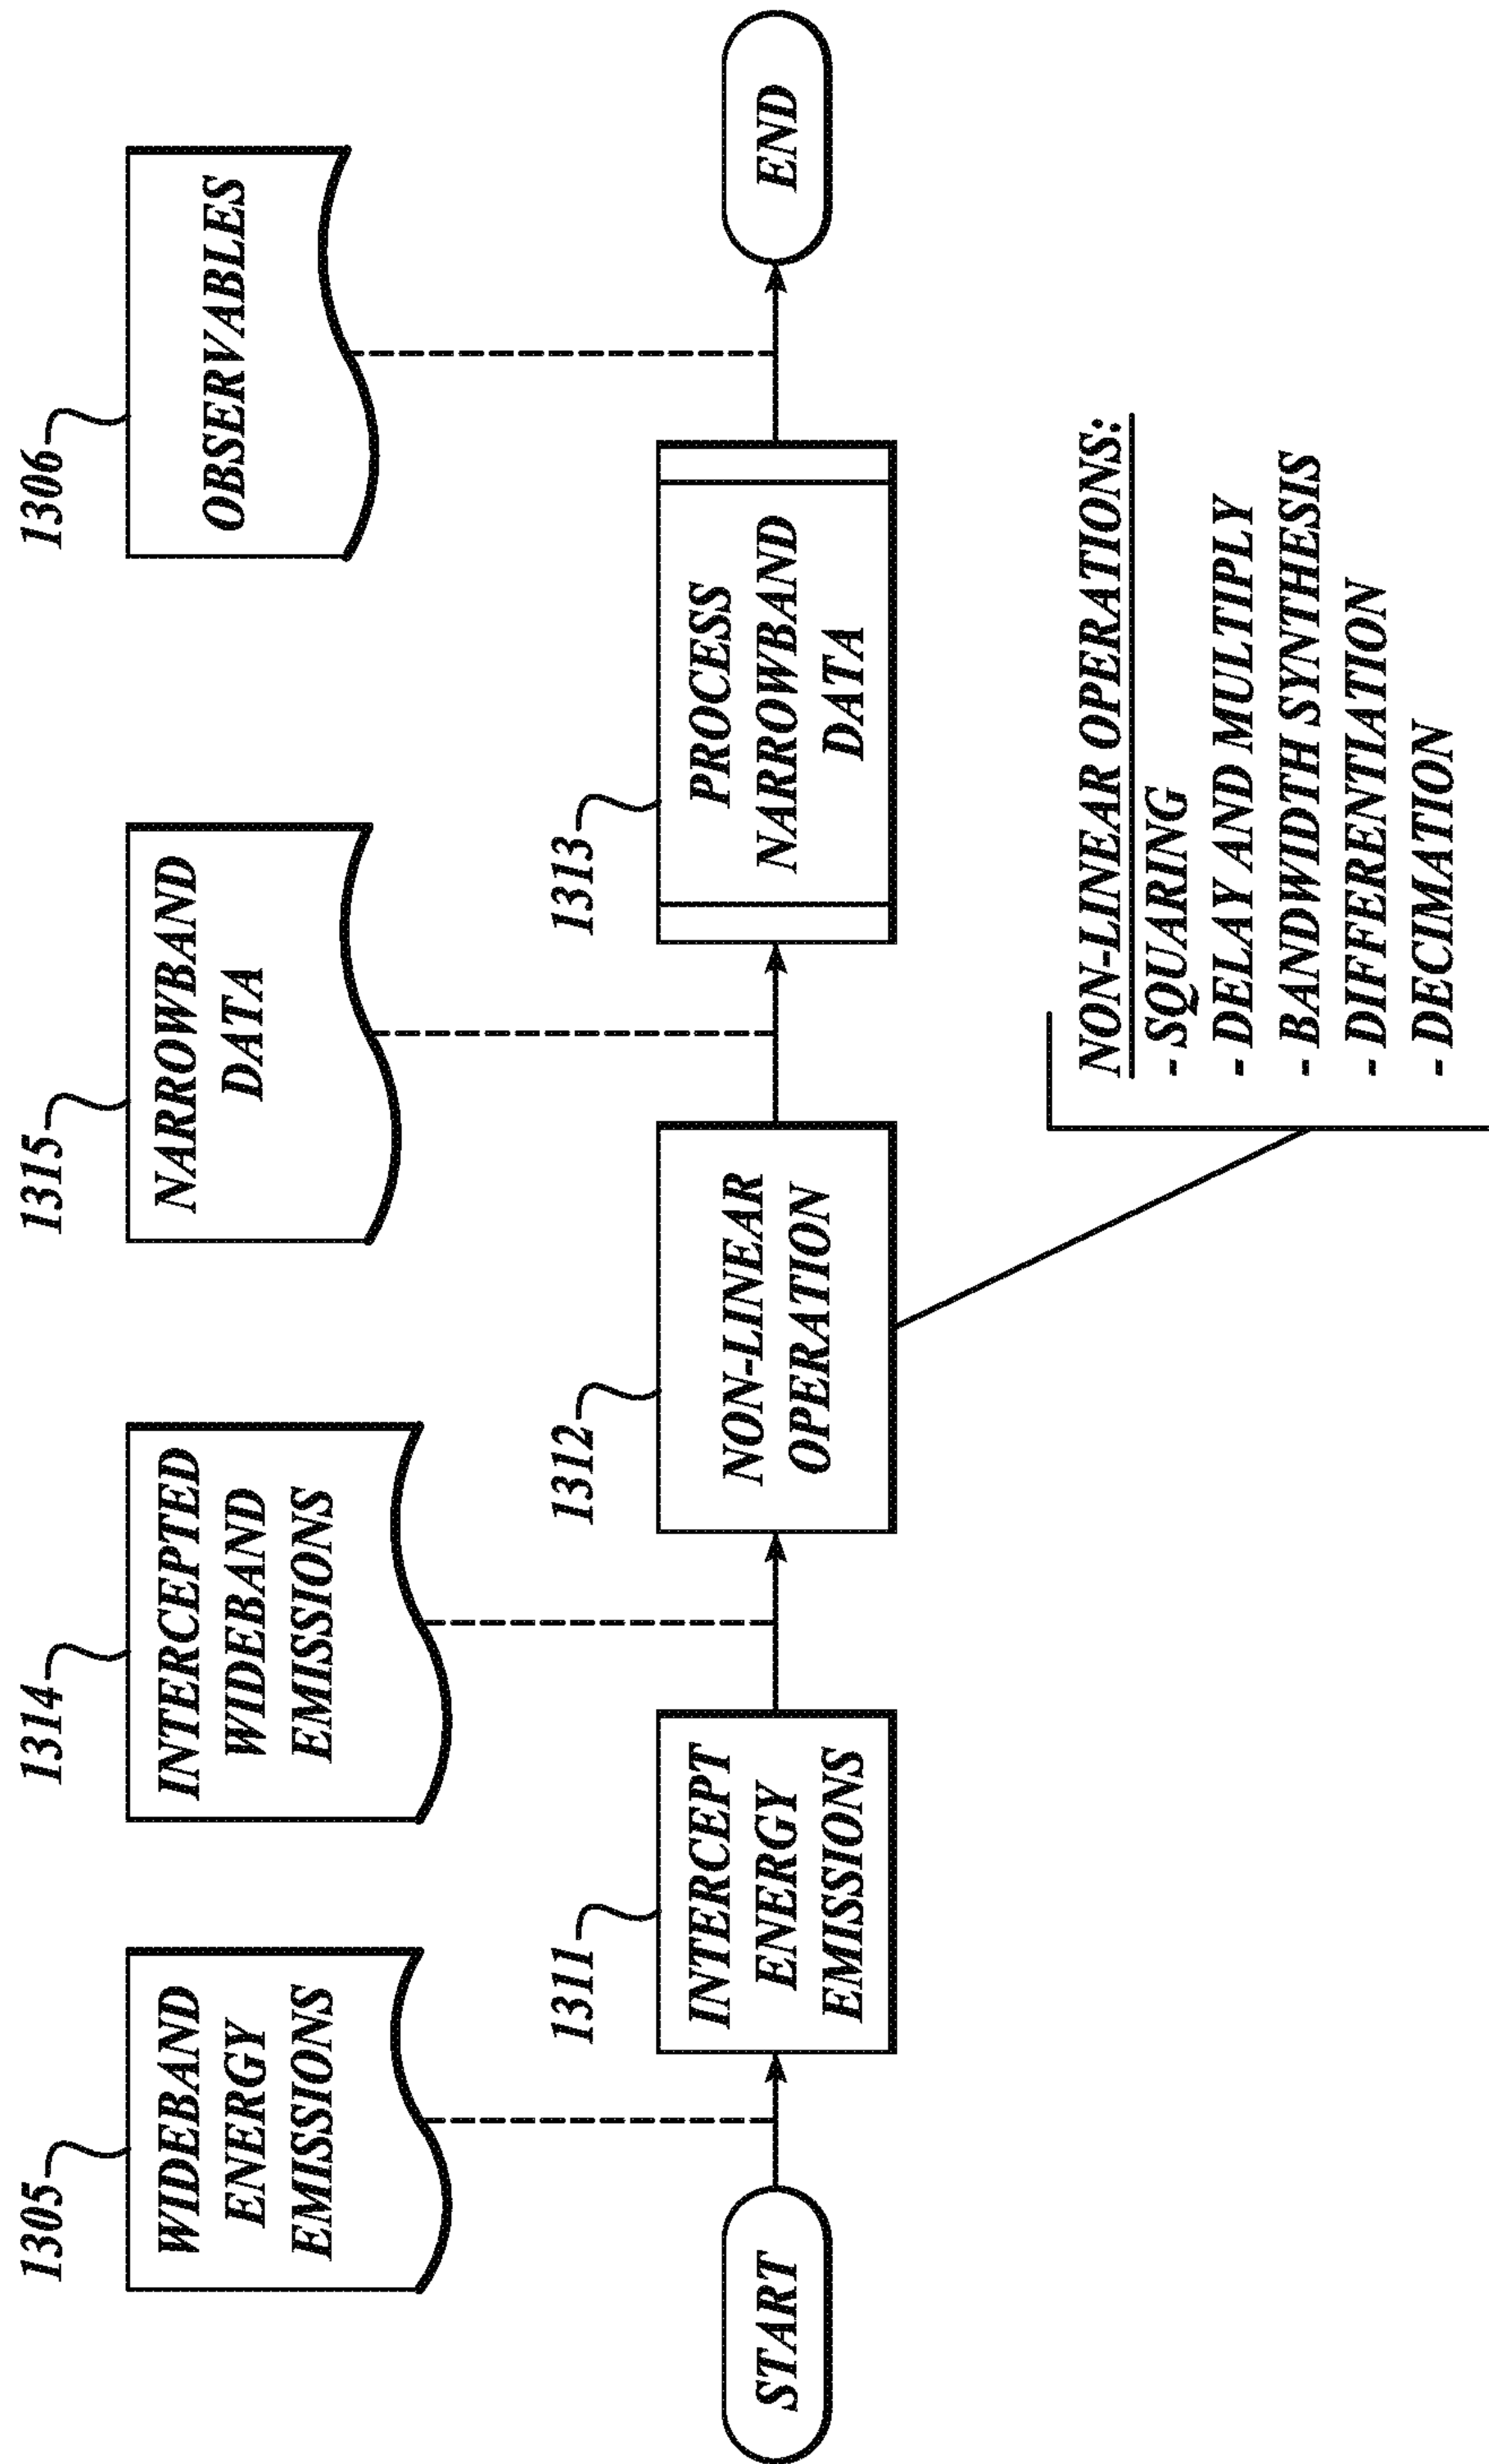 1305
WIDEBAND
ENERGY
EMISSIONS
1314
INTERCEPTED
WIDEBAND
EMISSIONS
1315
NARROWBAND
DATA
1306
OBSERVABLES
START
1311
INTERCEPT
ENERGY
EMISSIONS
1312
NON-LINEAR
OPERATION
1313
PROCESS
NARROWBAND
DATA
END
NON-LINEAR OPERATIONS:
- SQUARING
- DELAY AND MULTIPLY
- BANDWIDTH SYNTHESIS
- DIFFERENTIATION
- DECIMATION